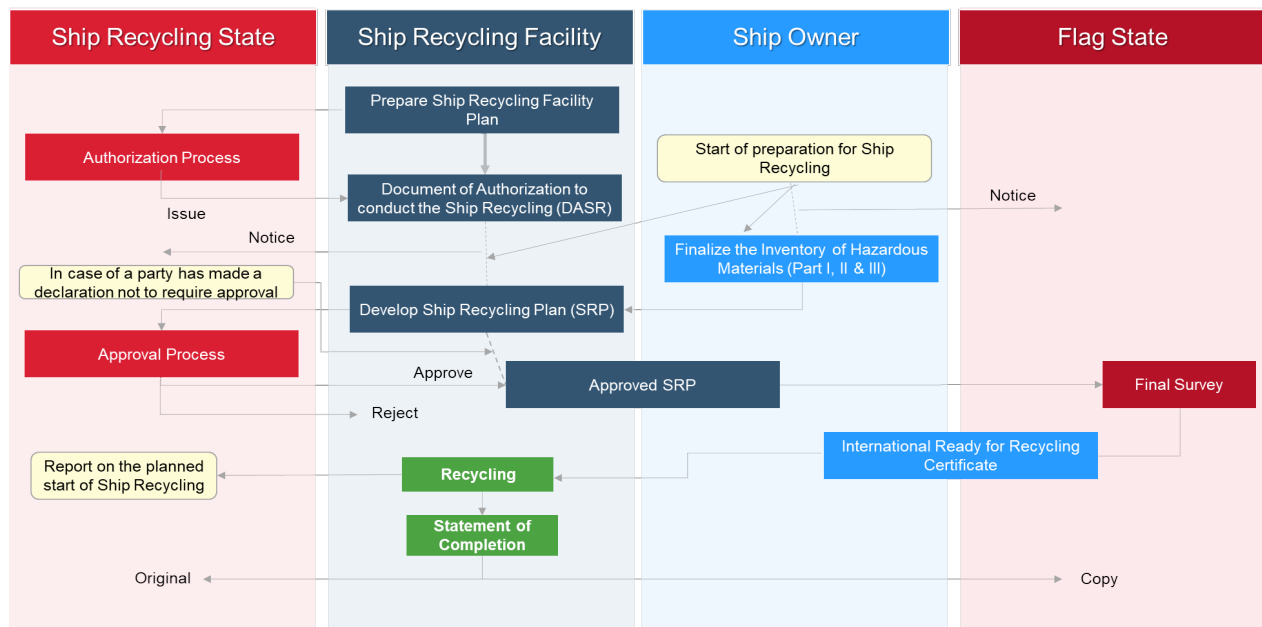 Ship Recycling State
Ship Recycling Facility
Ship Owner
Flag State
Prepare Ship Recycling Facility
Plan
Authorization Process
Start of preparation for Ship
Recycling
Document of Authorization to
conduct the Ship Recycling (DASR)
Issue
Notice
Notice
Finalize the Inventory of Hazardous
Materials (Part I, II & III)
In case of a party has made a
declaration not to require approval
Develop Ship Recycling Plan (SRP)
Approval Process
Approve
Approved SRP
Final Survey
Reject
International Ready for Recycling
Certificate
Report on the planned
start of Ship Recycling
Recycling
Statement of
Completion
Original
Copy